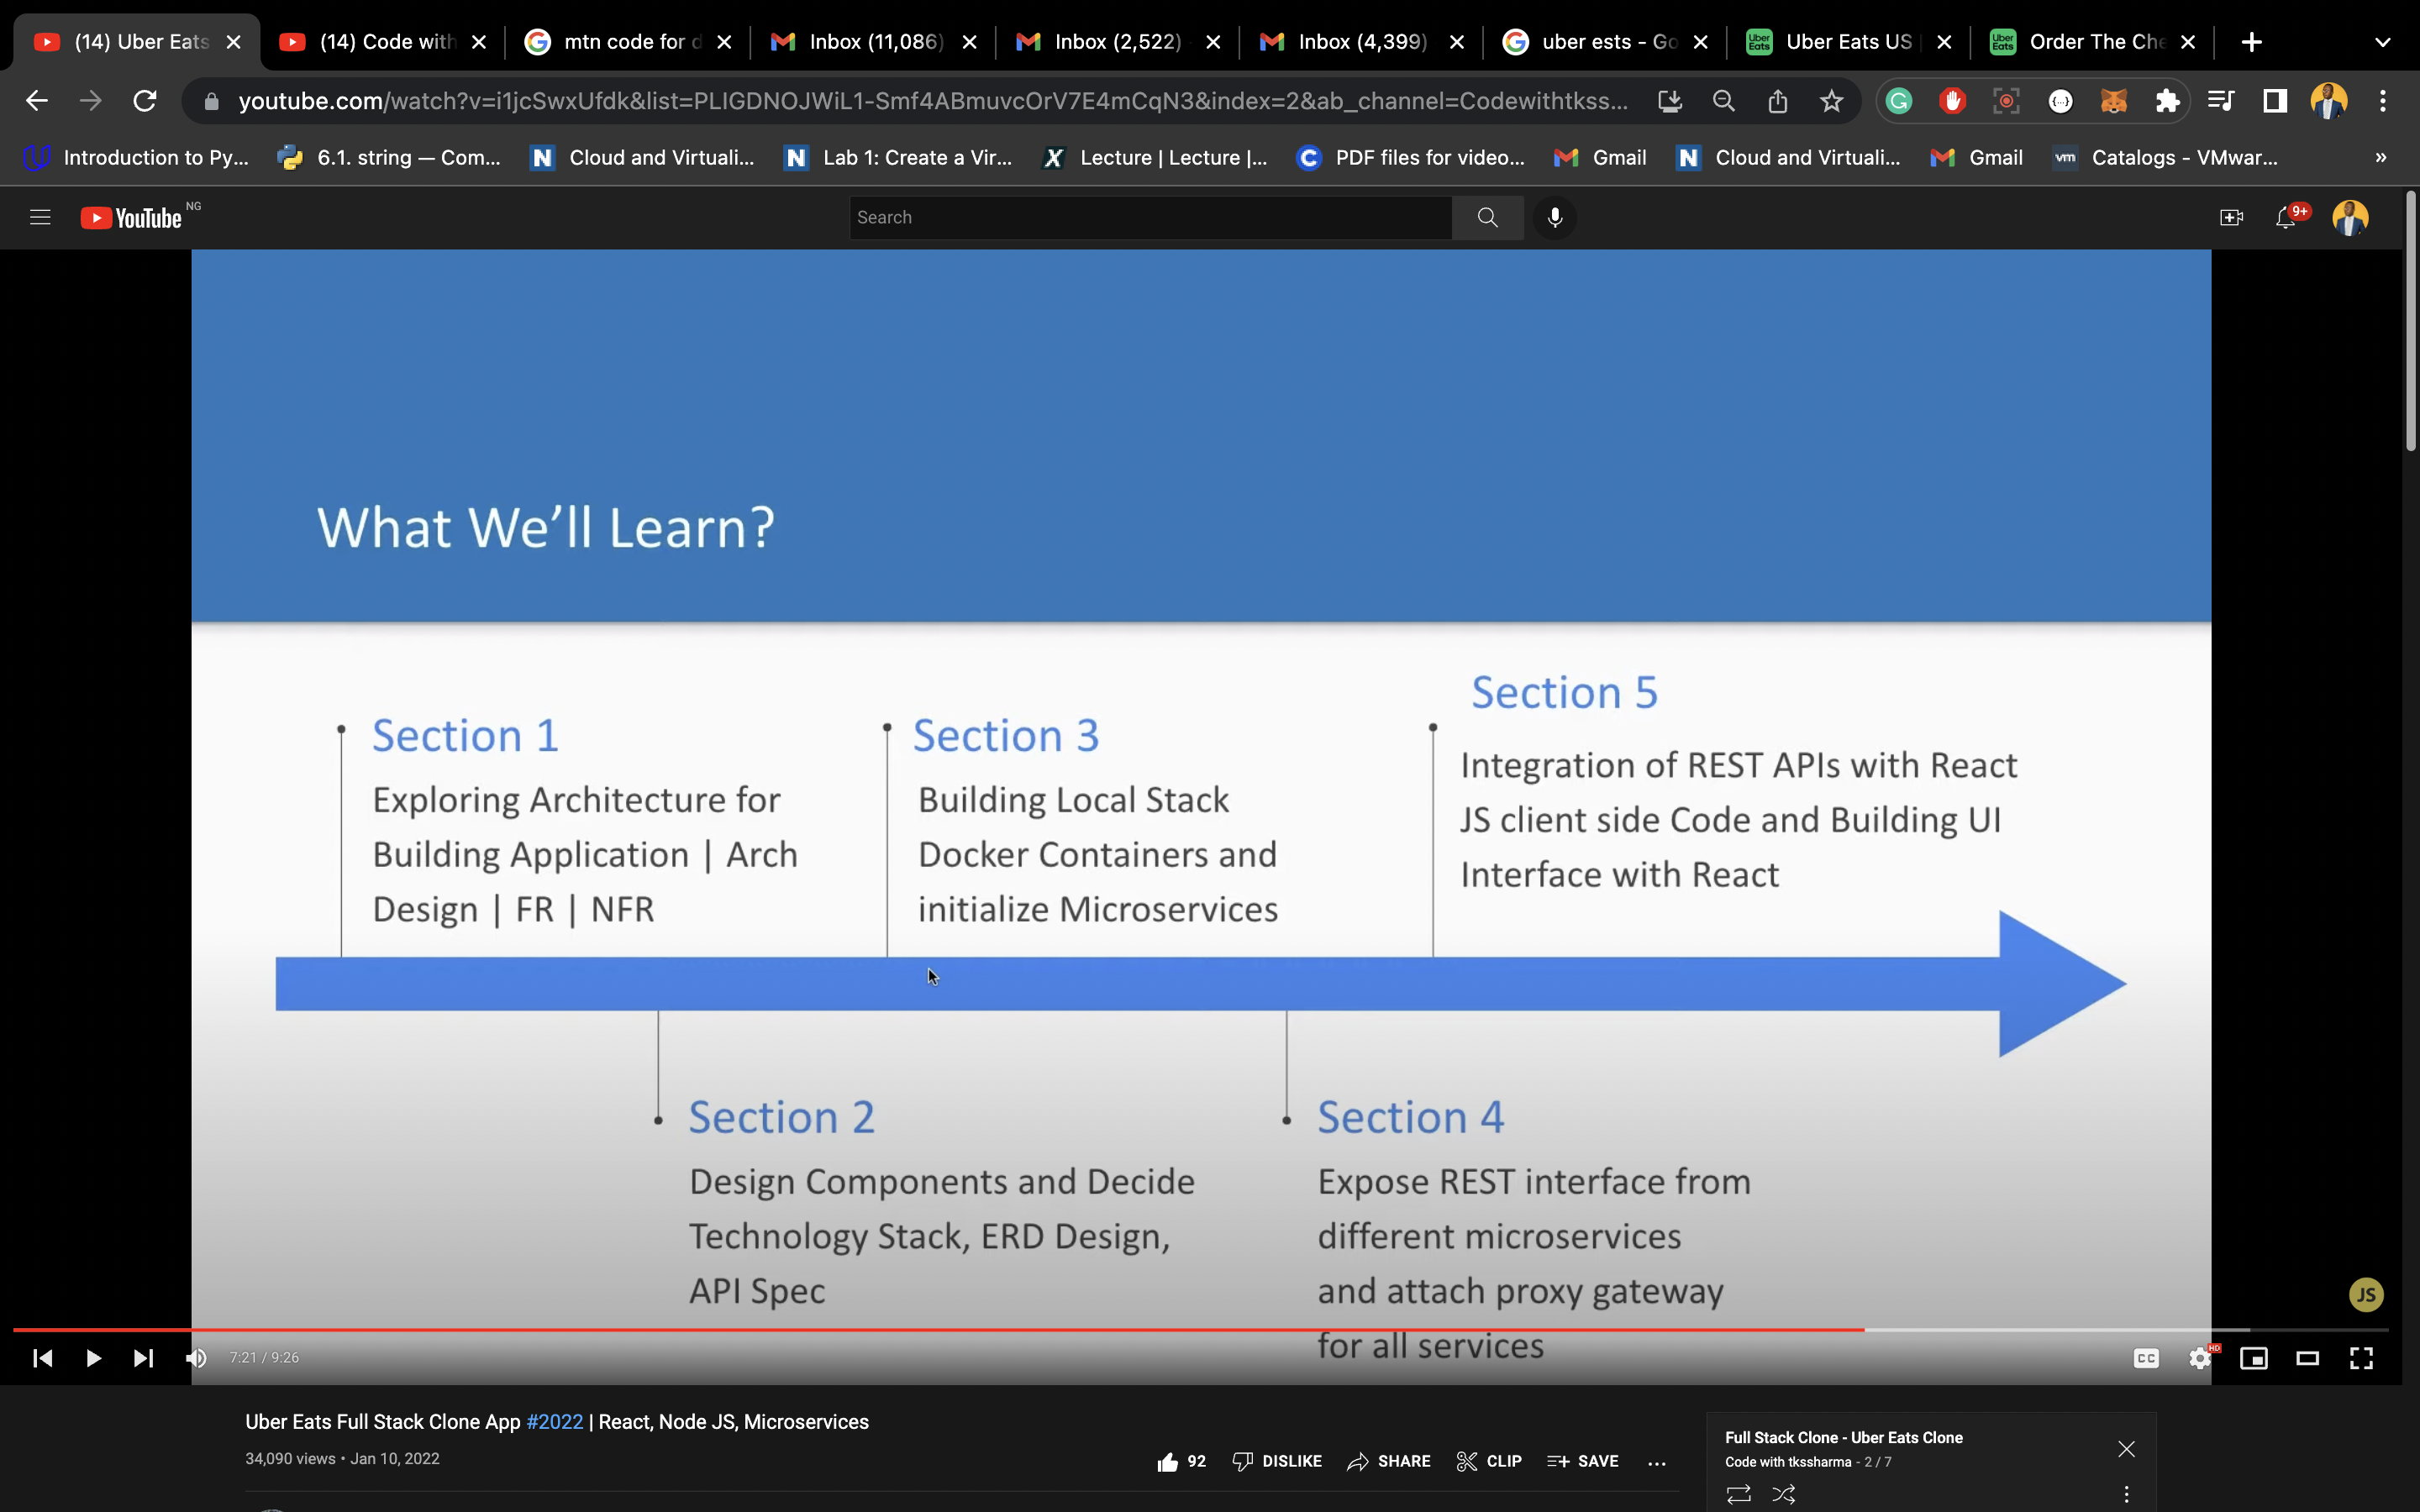 (14) Uber Eats
(14) Code with
mtn code for d
Inbox (11,086)
Inbox (2,522)
Inbox (4,399)
uber ests - Go
Uber Eats US
Order The Che
youtube.com/watch?v=i1jcSwxUfdk&list=PLIGDNOJWiL1-Smf4ABmuvcOrV7E4mCqN3&index=2&ab_channel=Codewithtkss...
Introduction to Py...
6.1. string — Com...
Cloud and Virtuali...
Lab 1: Create a Vir...
Lecture | Lecture |...
PDF files for video...
Gmail
Cloud and Virtuali...
Gmail
vm
Catalogs - VMwar...
»
YouTube NG
Search
9+
What We’ll Learn?
Section 1
Exploring Architecture for
Building Application | Arch
Design | FR | NFR
Section 3
Building Local Stack
Docker Containers and
initialize Microservices
Section 5
Integration of REST APIs with React
JS client side Code and Building UI
Interface with React
Section 2
Design Components and Decide
Technology Stack, ERD Design,
API Spec
Section 4
Expose REST interface from
different microservices
and attach proxy gateway
for all services
JS
7:21 / 9:26
CC
HD
Uber Eats Full Stack Clone App #2022 | React, Node JS, Microservices
34,090 views • Jan 10, 2022
92
DISLIKE
SHARE
CLIP
SAVE
...
Full Stack Clone - Uber Eats Clone
Code with tkssharma - 2 / 7